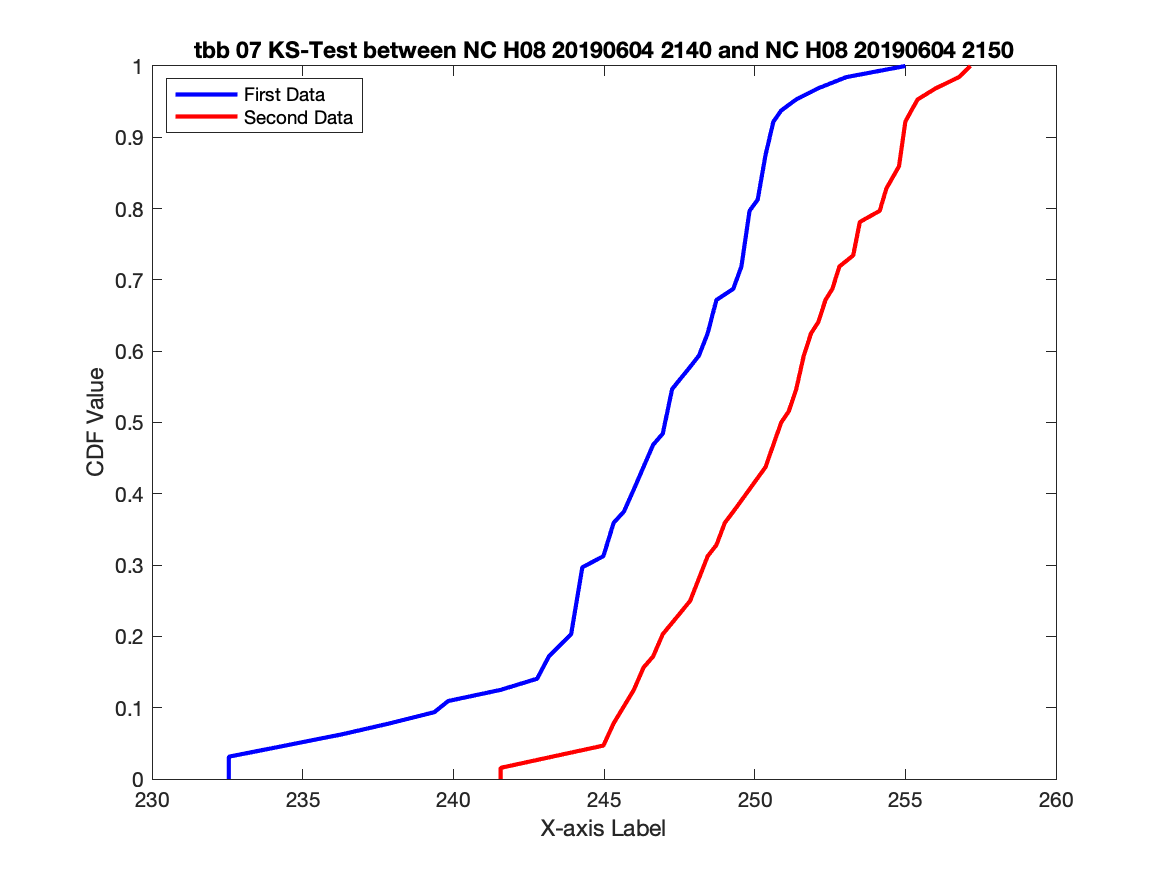 tbb 07 KS-Test between NC H08 20190604 2140 and NC H08 20190604 2150
First Data
Second Data
1
0.9
0.8
0.7
0.6
0.5
0.4
0.3
0.2
0.1
0
CDF Value
230 235 240 245 250 255 260
X-axis Label